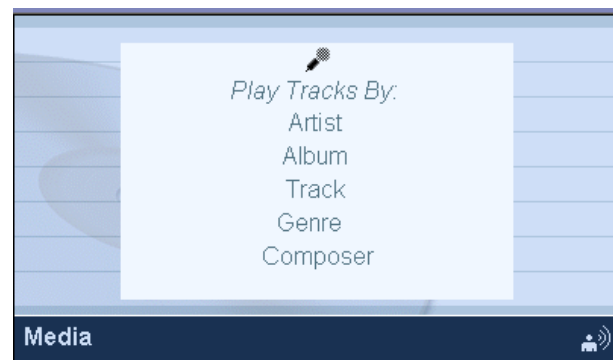 Play Tracks By:
Artist
Album
Track
Genre
Composer
Media